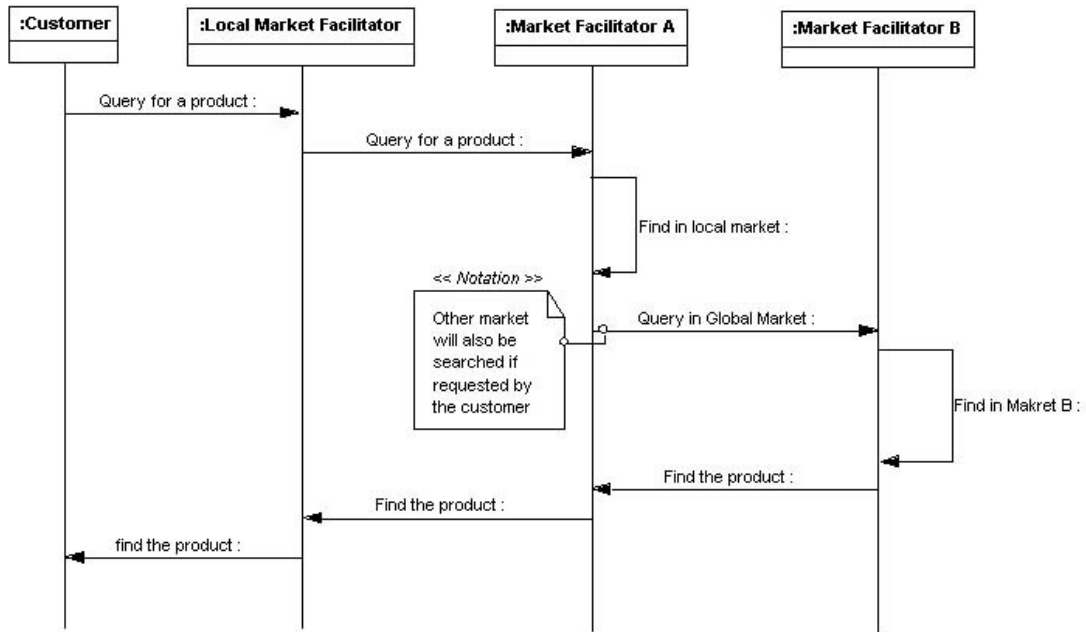 :Customer
:Local Market Facilitator
:Market Facilitator A
:Market Facilitator B
Query for a product :
Query for a product :
Find in local market :
<< Notation >>
Other market
will also be
searched if
requested by
the customer
Query in Global Market :
Find in Makret B :
Find the product :
Find the product :
find the product :